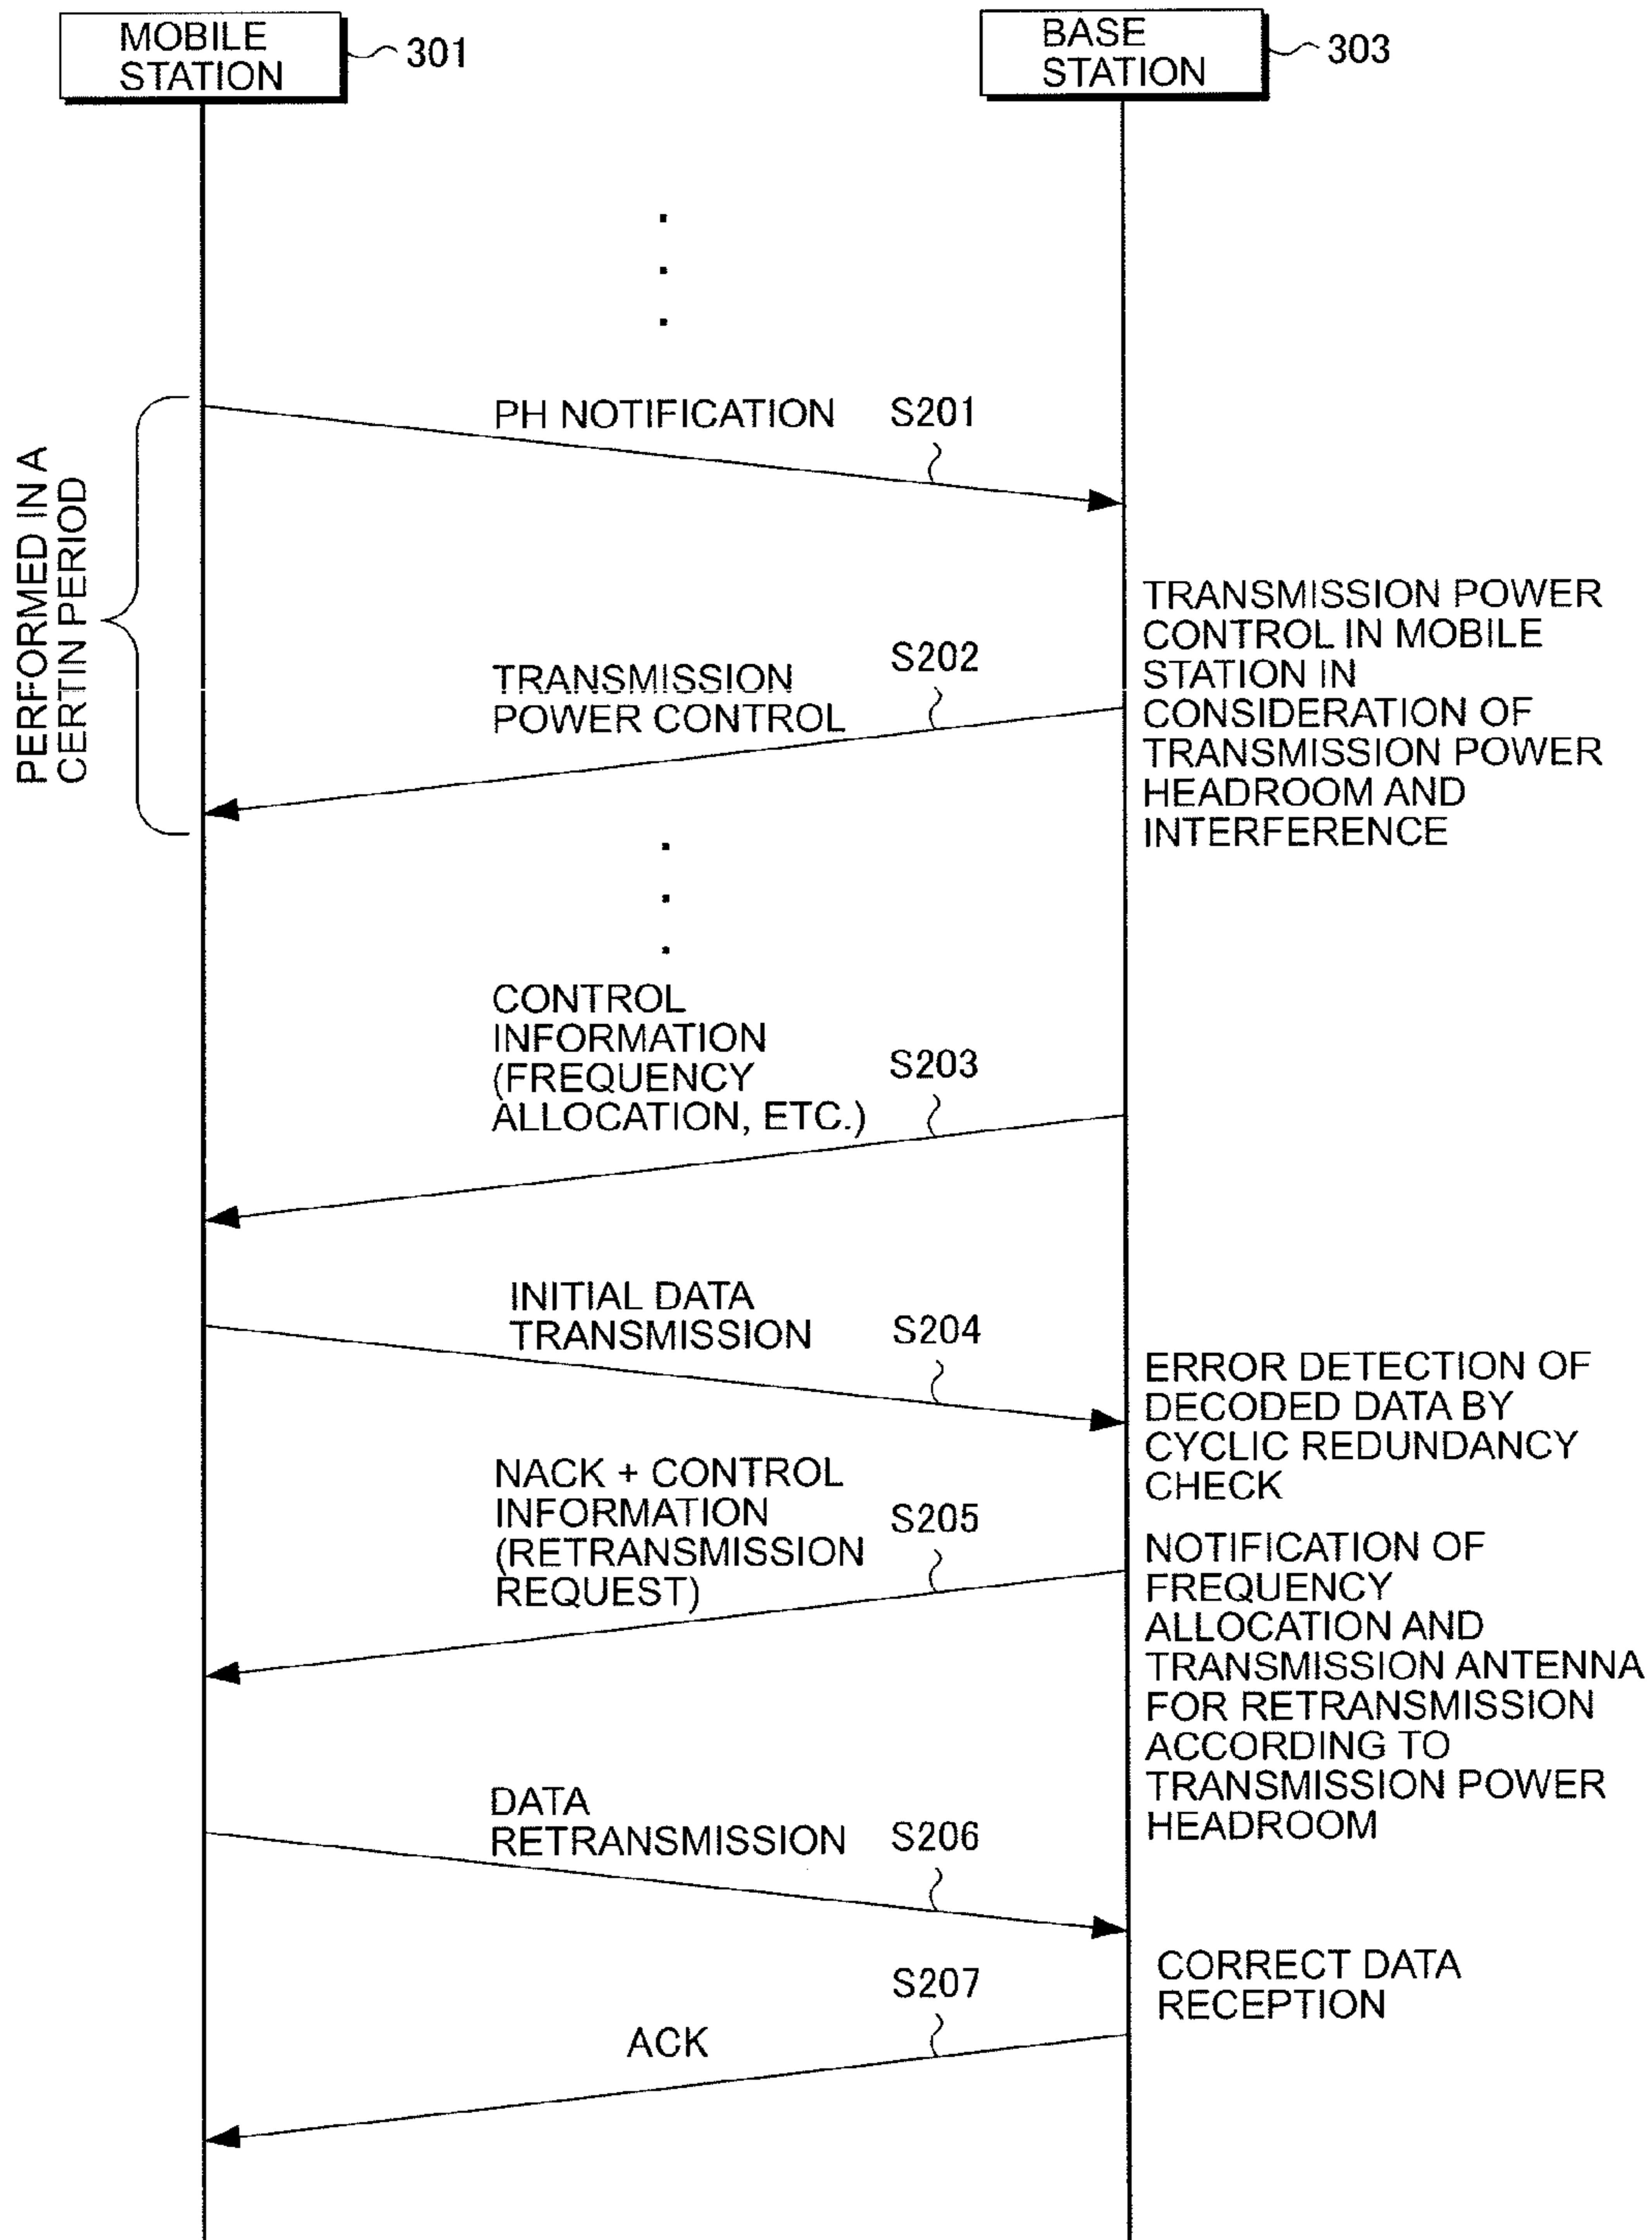 MOBILE
STATION
301
BASE
STATION
303
PERFORMED IN A
CERTIN PERIOD
PH NOTIFICATION
S201
TRANSMISSION POWER
CONTROL IN MOBILE
STATION IN
CONSIDERATION OF
TRANSMISSION POWER
HEADROOM AND
INTERFERENCE
TRANSMISSION
POWER CONTROL
S202
CONTROL
INFORMATION
(FREQUENCY
ALLOCATION, ETC.)
S203
INITIAL DATA
TRANSMISSION
S204
ERROR DETECTION OF
DECODED DATA BY
CYCLIC REDUNDANCY
CHECK
NACK + CONTROL
INFORMATION
(RETRANSMISSION
REQUEST)
S205
NOTIFICATION OF
FREQUENCY
ALLOCATION AND
TRANSMISSION ANTENNA
FOR RETRANSMISSION
ACCORDING TO
TRANSMISSION POWER
HEADROOM
DATA
RETRANSMISSION
S206
CORRECT DATA
RECEPTION
S207
ACK